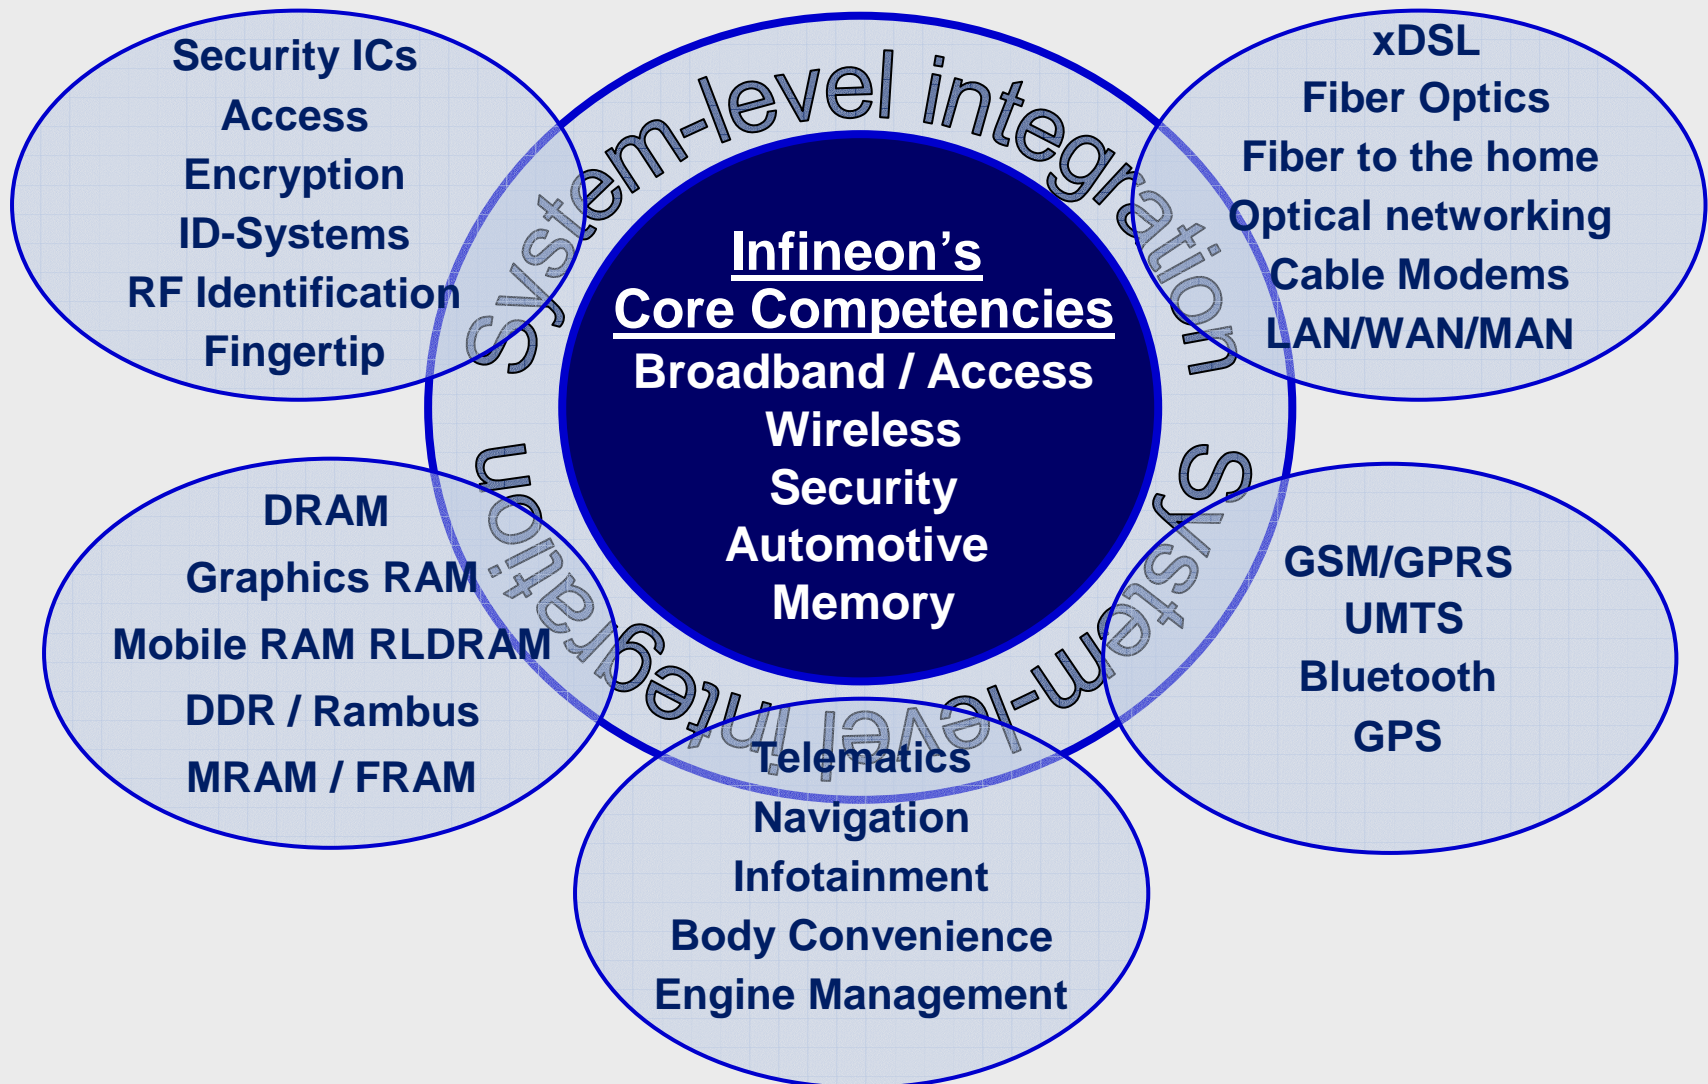 Security ICs
Access
Encryption
ID-Systems
RF Identification
Fingertip
System-level integration
xDSL
Fiber Optics
Fiber to the home
Optical networking
Cable Modems
LAN/WAN/MAN
Infineon’s
Core Competencies
Broadband / Access
Wireless
Security
Automotive
Memory
System-level integration
DRAM
Graphics RAM
Mobile RAM RLDRAM
DDR / Rambus
MRAM / FRAM
GSM/GPRS
UMTS
Bluetooth
GPS
Telematics
Navigation
Infotainment
Body Convenience
Engine Management